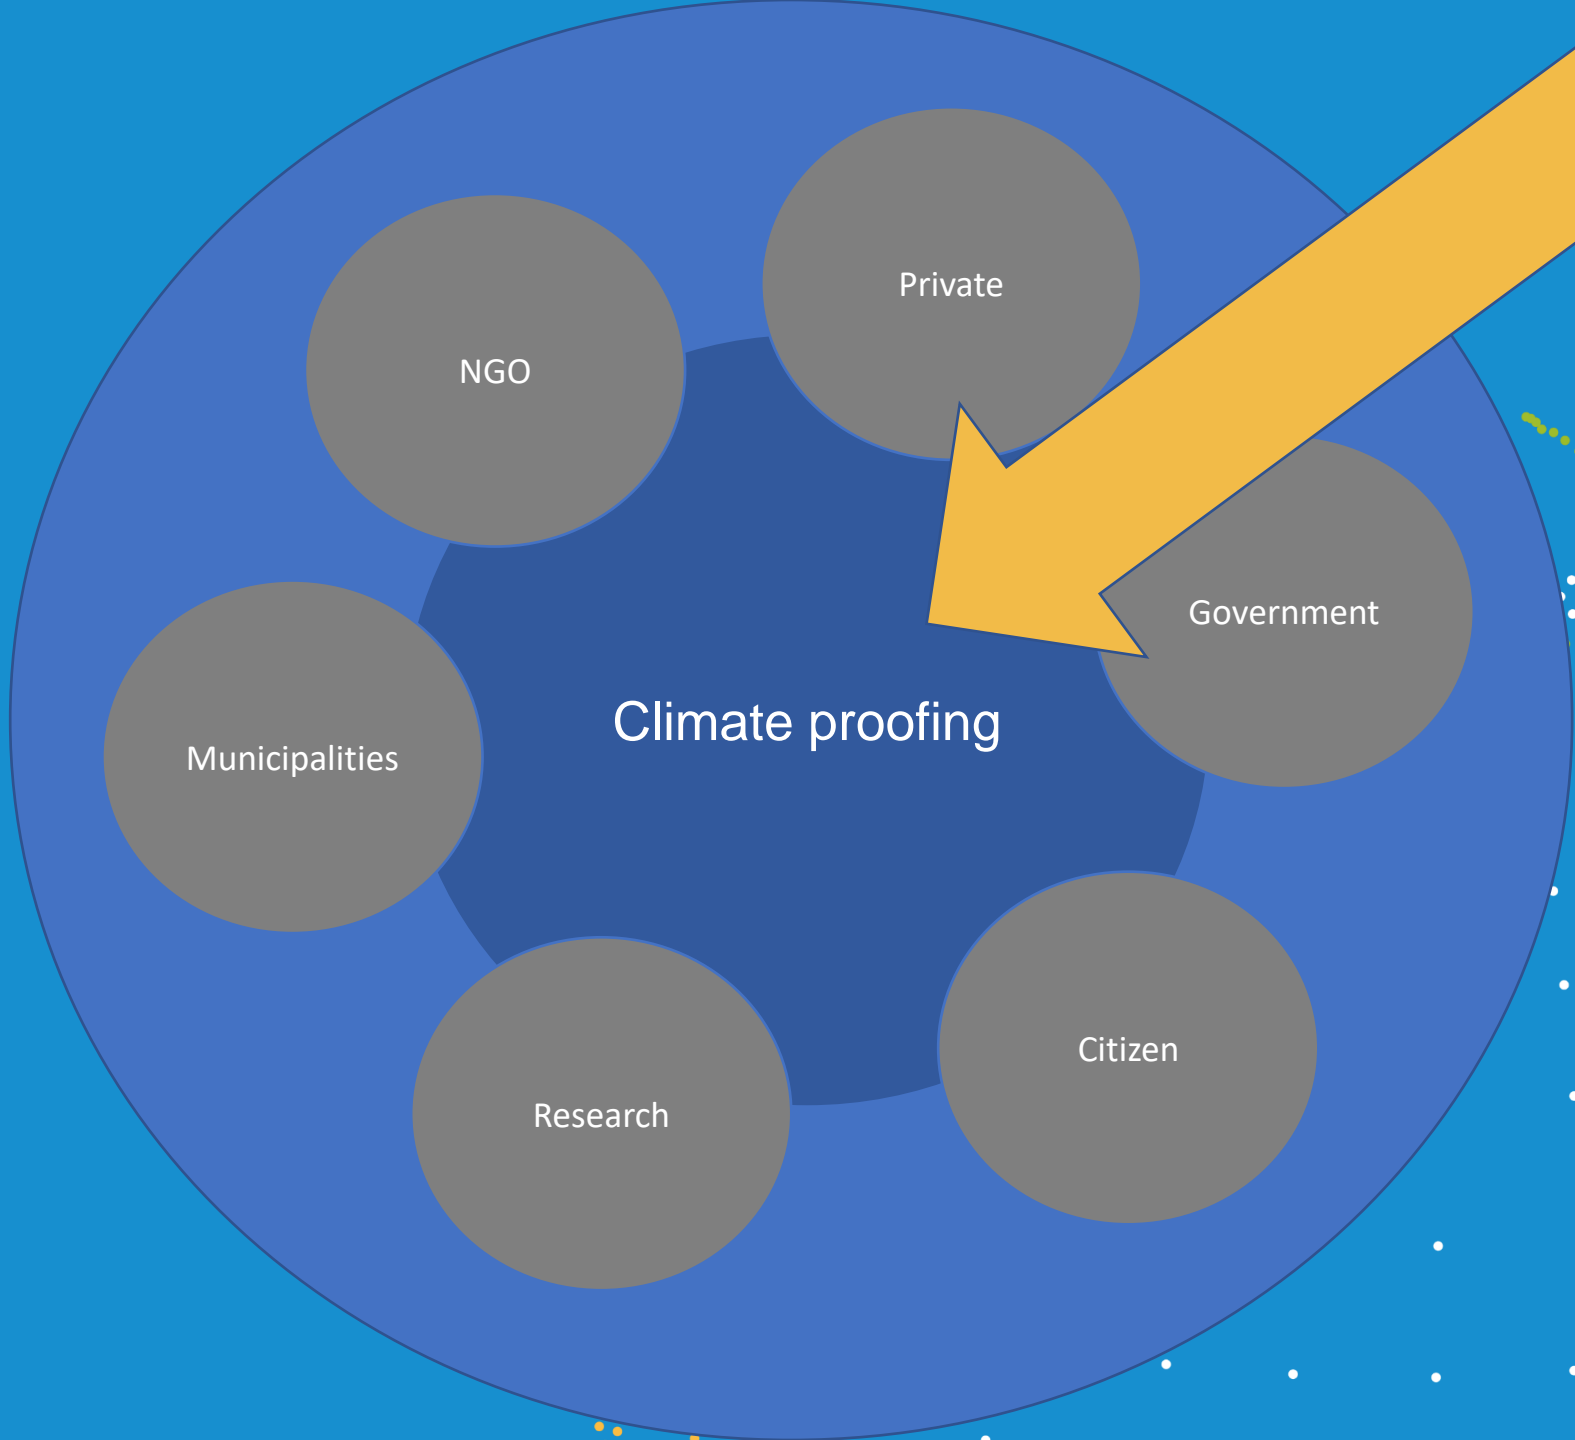 Private
NGO
Government
Climate proofing
Municipalities
Citizen
Research